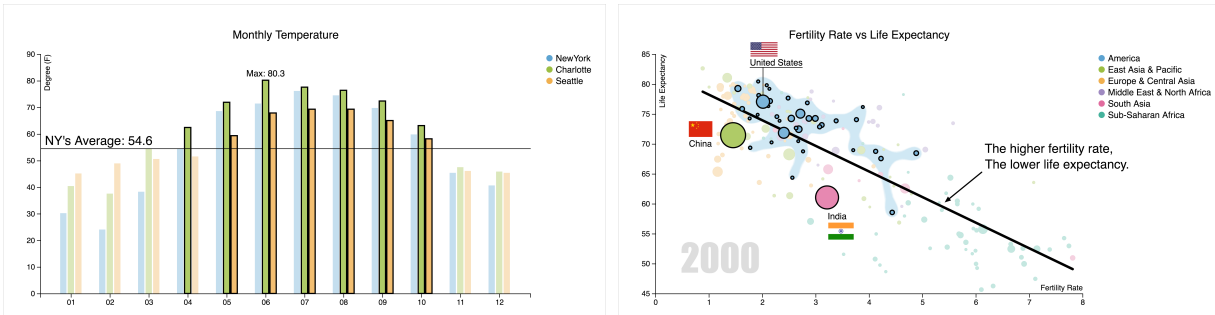 Monthly Temperature
Degree (F)
90
80
70
60
50
40
30
20
10
0
Max: 80.3
NY's Average: 54.6
01 02 03 04 05 06 07 08 09 10 11 12
NewYork
Charlotte
Seattle
Fertility Rate vs Life Expectancy
Life Expectancy
85
80
75
70
65
60
55
50
45
United States
China
India
The higher fertility rate,
The lower life expectancy.
2000
Fertility Rate
0 1 2 3 4 5 6 7 8
America
East Asia & Pacific
Europe & Central Asia
Middle East & North Africa
South Asia
Sub-Saharan Africa